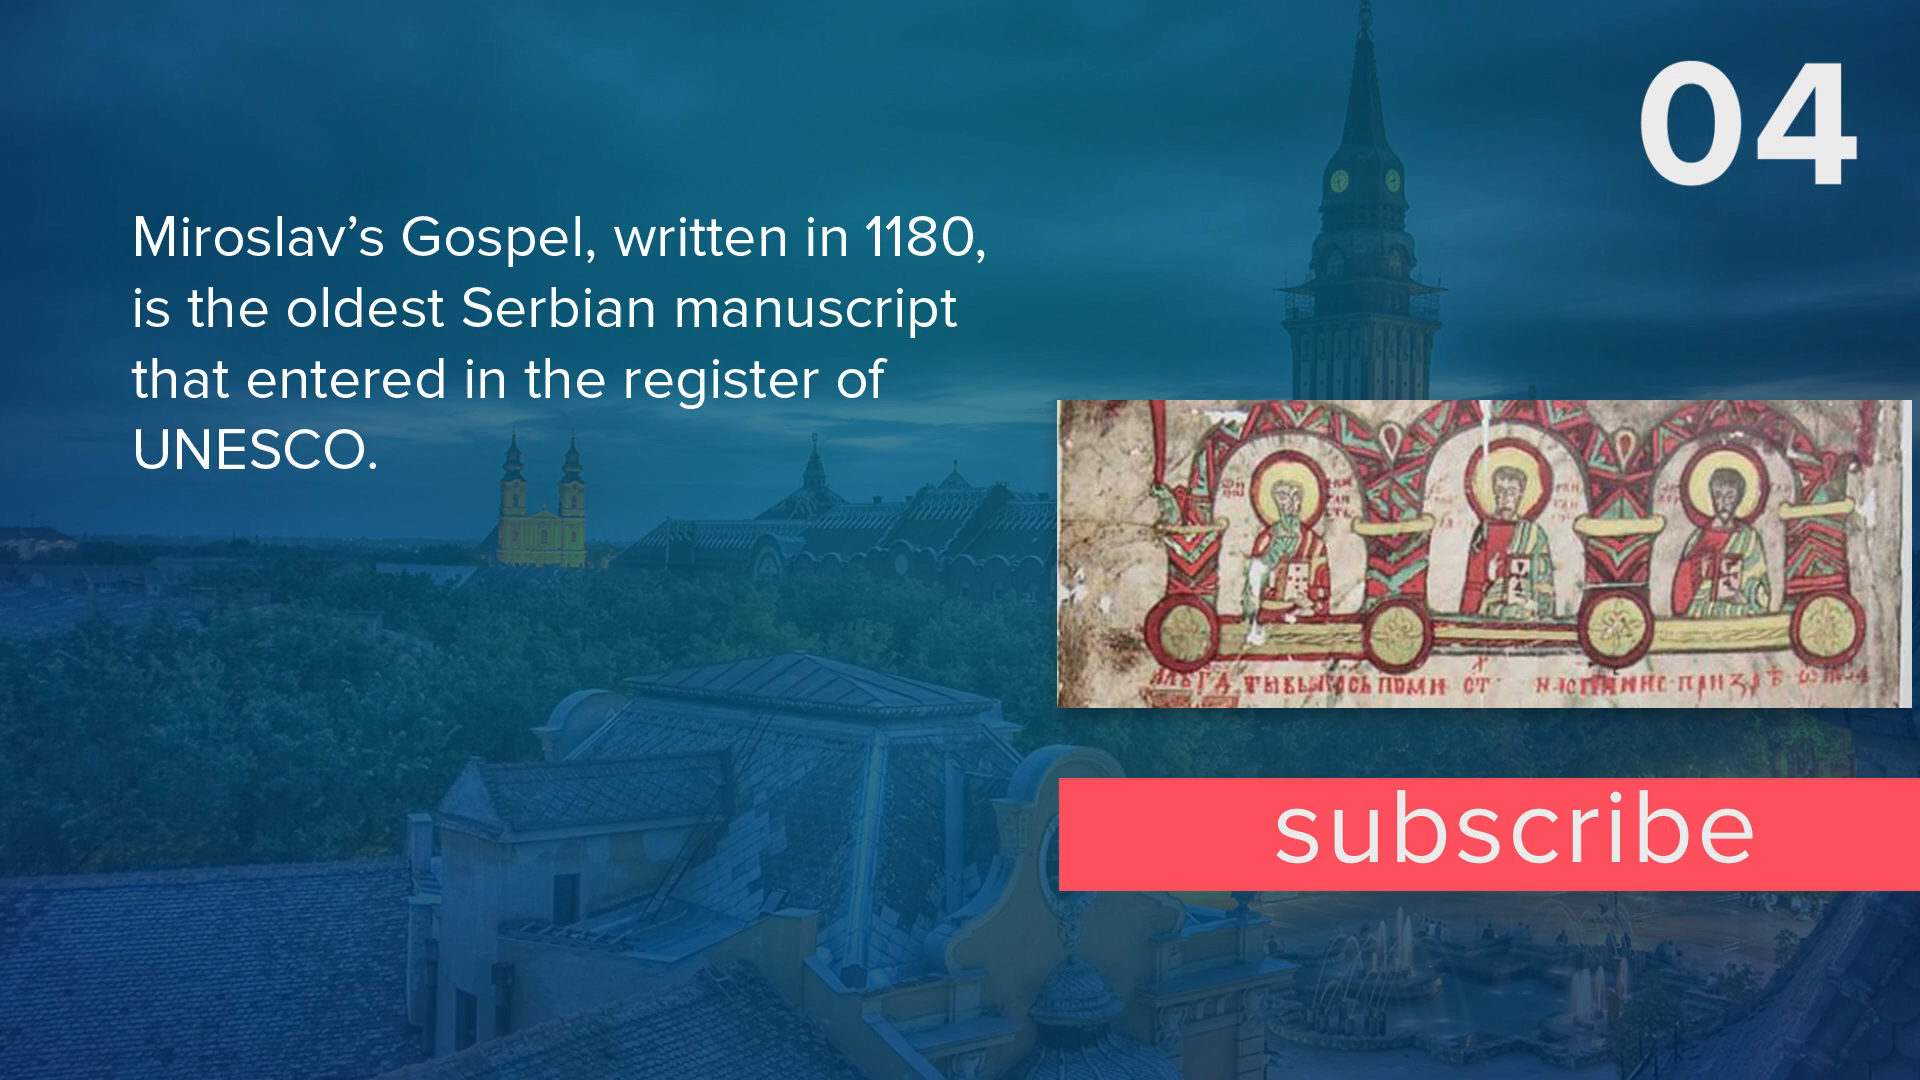 04
Miroslav’s Gospel, written in 1180,
is the oldest Serbian manuscript
that entered in the register of
UNESCO.
subscribe